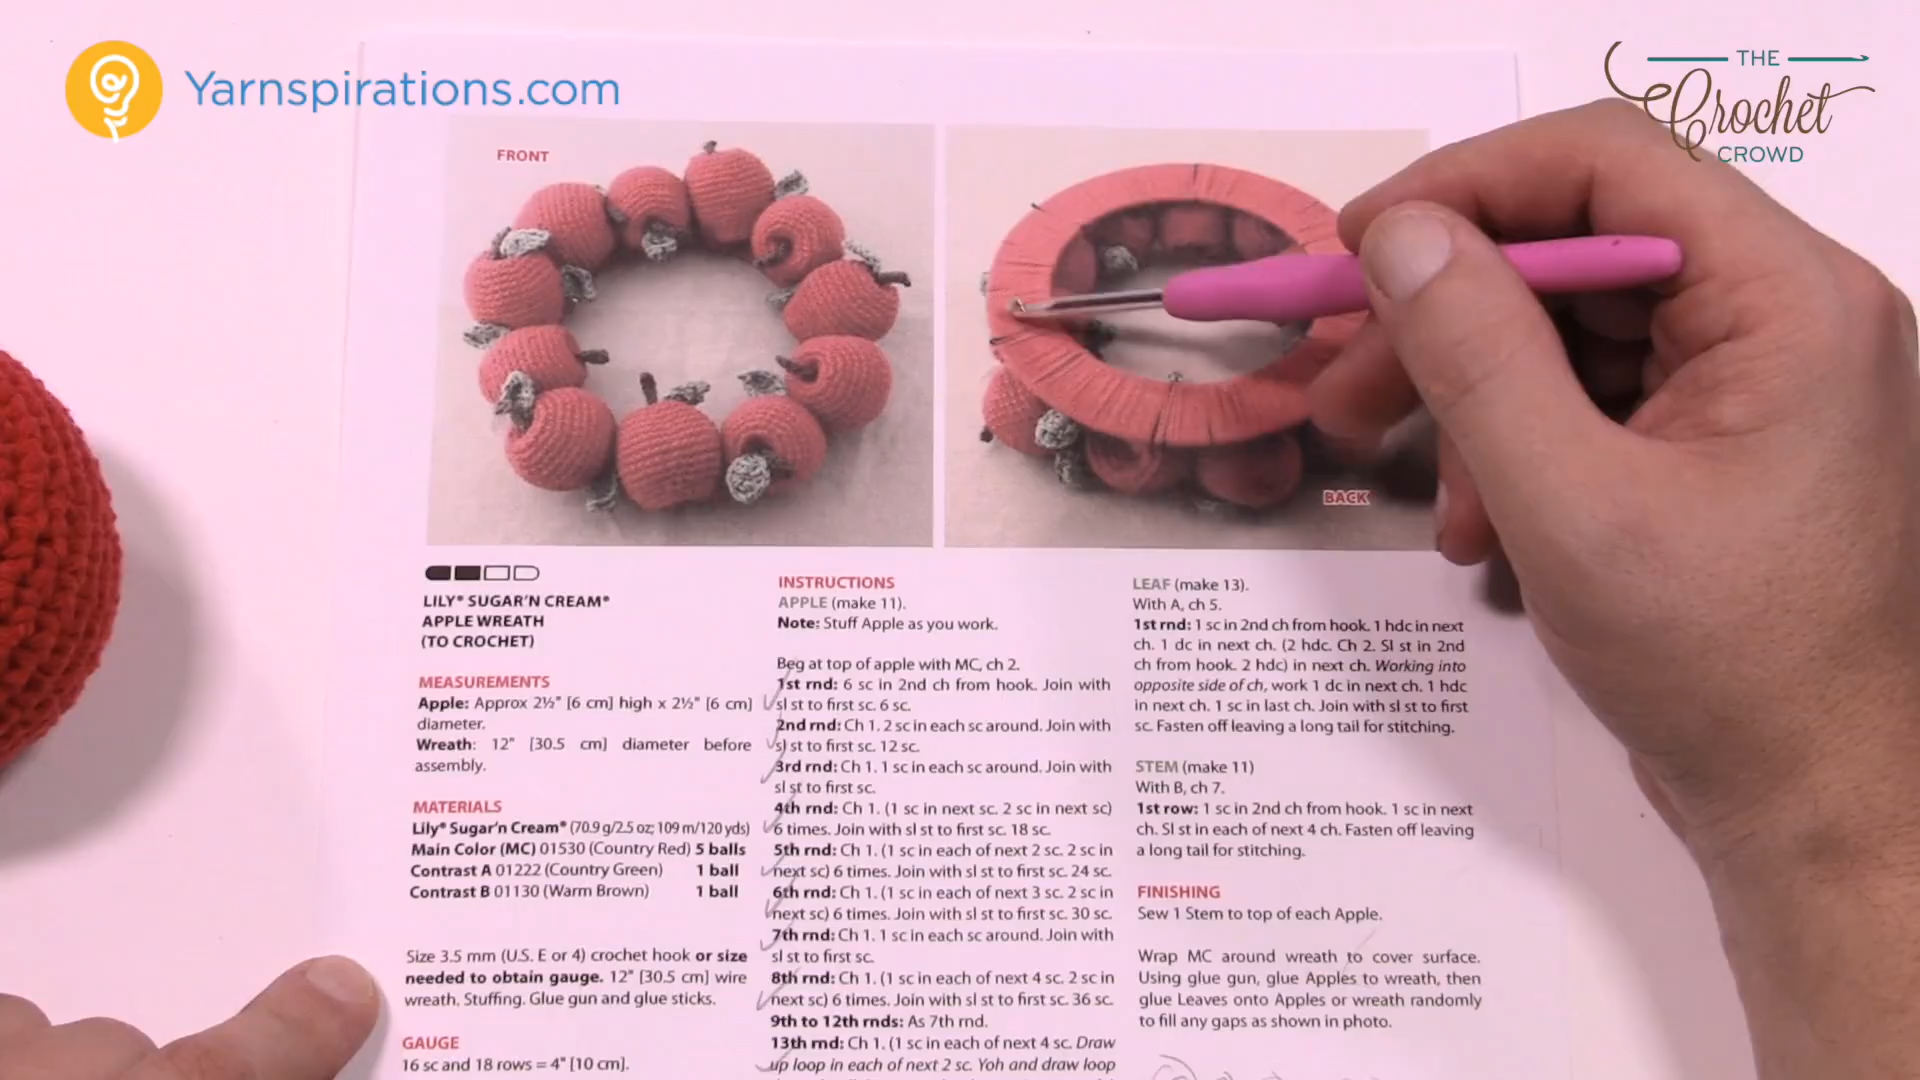 Yarnspirations.com
THE
Crochet
CROWD
FRONT
BACK
LILY® SUGAR'N CREAM®
APPLE WREATH
(TO CROCHET)
MEASUREMENTS
Apple: Approx 2½" [6 cm] high x 2½" [6 cm]
diameter.
Wreath: 12" [30.5 cm] diameter before
assembly.
MATERIALS
Lily® Sugar'n Cream® (70.9 g/2.5 oz; 109 m/120 yds)
Main Color (MC) 01530 (Country Red) 5 balls
Contrast A 01222 (Country Green) 1 ball
Contrast B 01130 (Warm Brown) 1 ball
Size 3.5 mm (U.S. E or 4) crochet hook or size
needed to obtain gauge. 12" [30.5 cm] wire
wreath. Stuffing. Glue gun and glue sticks.
GAUGE
16 sc and 18 rows = 4" [10 cm].
INSTRUCTIONS
APPLE (make 11).
Note: Stuff Apple as you work.
Beg at top of apple with MC, ch 2.
1st rnd: 6 sc in 2nd ch from hook. Join with
sl st to first sc. 6 sc.
2nd rnd: Ch 1. 2 sc in each sc around. Join with
sl st to first sc. 12 sc.
3rd rnd: Ch 1. 1 sc in each sc around. Join with
sl st to first sc.
4th rnd: Ch 1. (1 sc in next sc. 2 sc in next sc)
6 times. Join with sl st to first sc. 18 sc.
5th rnd: Ch 1. (1 sc in each of next 2 sc. 2 sc in
next sc) 6 times. Join with sl st to first sc. 24 sc.
6th rnd: Ch 1. (1 sc in each of next 3 sc. 2 sc in
next sc) 6 times. Join with sl st to first sc. 30 sc.
7th rnd: Ch 1. 1 sc in each sc around. Join with
sl st to first sc.
8th rnd: Ch 1. (1 sc in each of next 4 sc. 2 sc in
next sc) 6 times. Join with sl st to first sc. 36 sc.
9th to 12th rnds: As 7th rnd.
13th rnd: Ch 1. (1 sc in each of next 4 sc. Draw
up loop in each of next 2 sc. Yoh and draw loop
LEAF (make 13).
With A, ch 5.
1st rnd: 1 sc in 2nd ch from hook. 1 hdc in next
ch. 1 dc in next ch. (2 hdc. Ch 2. Sl st in 2nd
ch from hook. 2 hdc) in next ch. Working into
opposite side of ch, work 1 dc in next ch. 1 hdc
in next ch. 1 sc in last ch. Join with sl st to first
sc. Fasten off leaving a long tail for stitching.
STEM (make 11)
With B, ch 7.
1st row: 1 sc in 2nd ch from hook. 1 sc in next
ch. Sl st in each of next 4 ch. Fasten off leaving
a long tail for stitching.
FINISHING
Sew 1 Stem to top of each Apple.
Wrap MC around wreath to cover surface.
Using glue gun, glue Apples to wreath, then
glue Leaves onto Apples or wreath randomly
to fill any gaps as shown in photo.